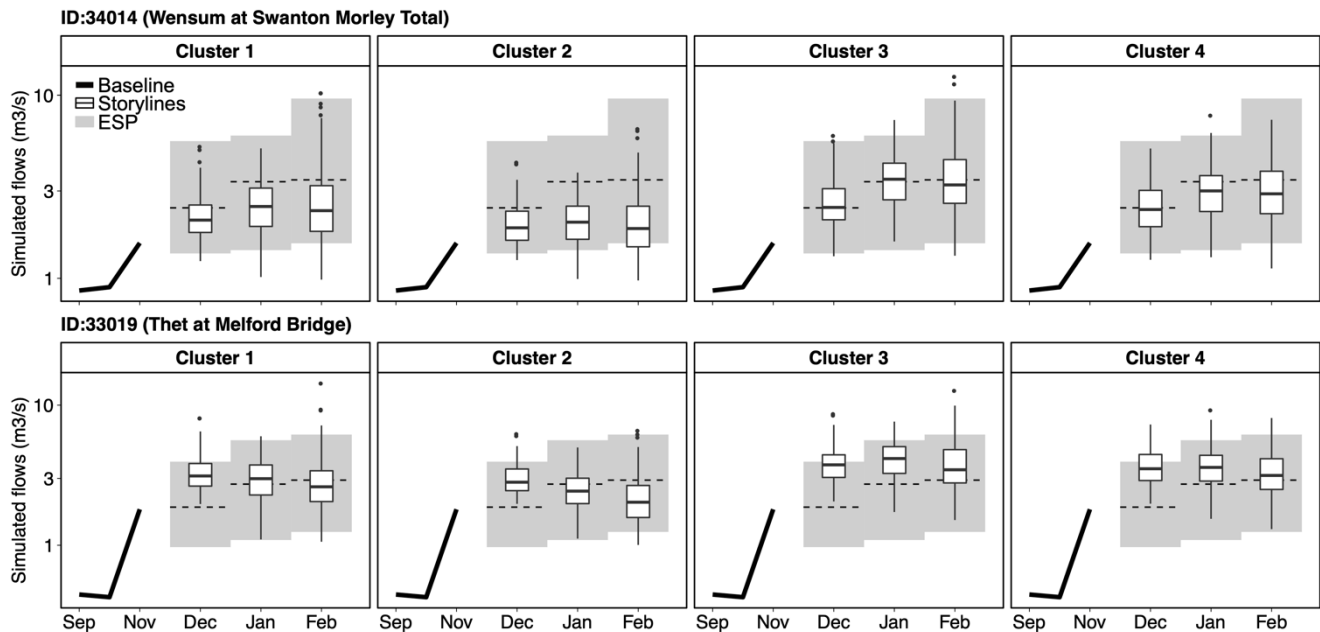 ID:34014 (Wensum at Swanton Morley Total)
Cluster 1 Cluster 2 Cluster 3 Cluster 4
Baseline
Storylines
ESP
10
3
1
Simulated flows (m3/s)
ID:33019 (Thet at Melford Bridge)
Cluster 1 Cluster 2 Cluster 3 Cluster 4
10
3
1
Simulated flows (m3/s)
Sep Nov Dec Jan Feb Sep Nov Dec Jan Feb Sep Nov Dec Jan Feb Sep Nov Dec Jan Feb